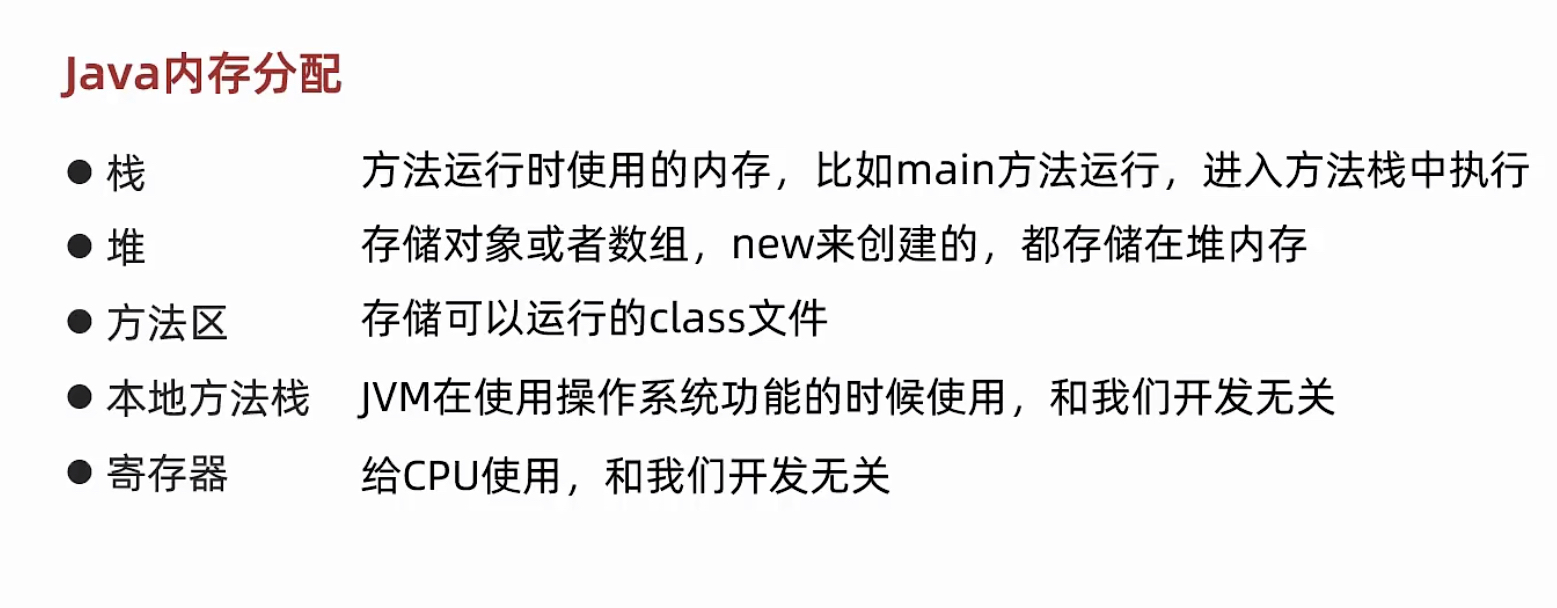 Java内存分配
● 栈 方法运行时使用的内存，比如main方法运行，进入方法栈中执行
● 堆 存储对象或者数组，new来创建的，都存储在堆内存
● 方法区 存储可以运行的class文件
● 本地方法栈 JVM在使用操作系统功能的时候使用，和我们开发无关
● 寄存器 给CPU使用，和我们开发无关